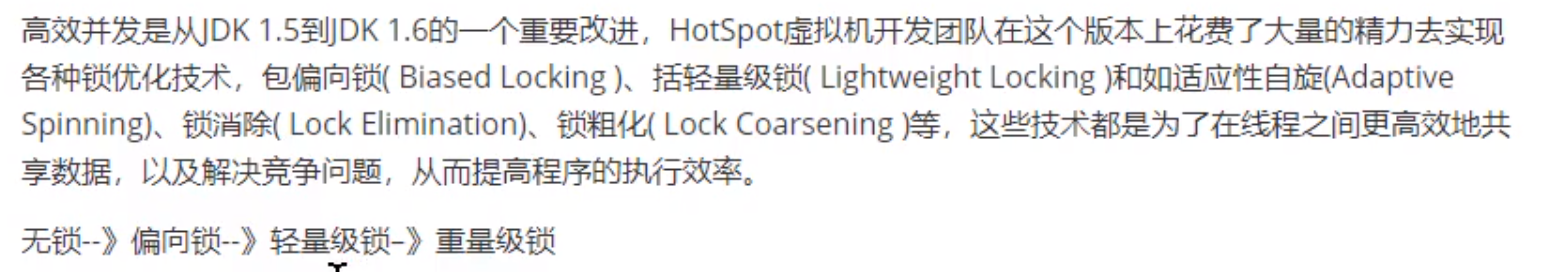 高效并发是从JDK 1.5到JDK 1.6的一个重要改进，HotSpot虚拟机开发团队在这个版本上花费了大量的精力去实现
各种锁优化技术，包偏向锁( Biased Locking )、括轻量级锁( Lightweight Locking )和如适应性自旋(Adaptive
Spinning)、锁消除( Lock Elimination)、锁粗化( Lock Coarsening )等，这些技术都是为了在线程之间更高效地共
享数据，以及解决竞争问题，从而提高程序的执行效率。
无锁--》偏向锁--》轻量级锁–》重量级锁